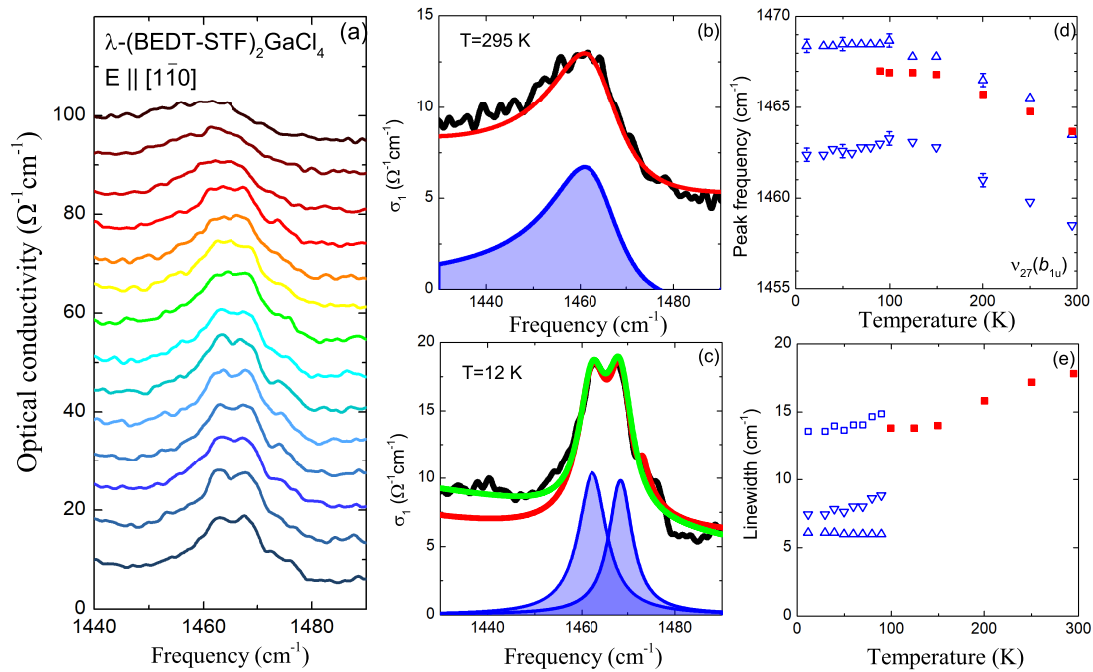 (a)
λ-(BEDT-STF)₂GaCl₄
E || [11̄0]
100
80
60
40
20
0
1440
1460
1480
Optical conductivity (Ω⁻¹cm⁻¹)
Frequency (cm⁻¹)
(b)
T=295 K
15
10
5
0
1440
1460
1480
σ₁ (Ω⁻¹cm⁻¹)
Frequency (cm⁻¹)
(c)
T=12 K
20
15
10
5
0
1440
1460
1480
σ₁ (Ω⁻¹cm⁻¹)
Frequency (cm⁻¹)
(d)
1470
1465
1460
1455
0
100
200
300
Peak frequency (cm⁻¹)
ν₂₇(b₁ᵤ)
Temperature (K)
(e)
20
15
10
5
0
0
100
200
300
Linewidth (cm⁻¹)
Temperature (K)